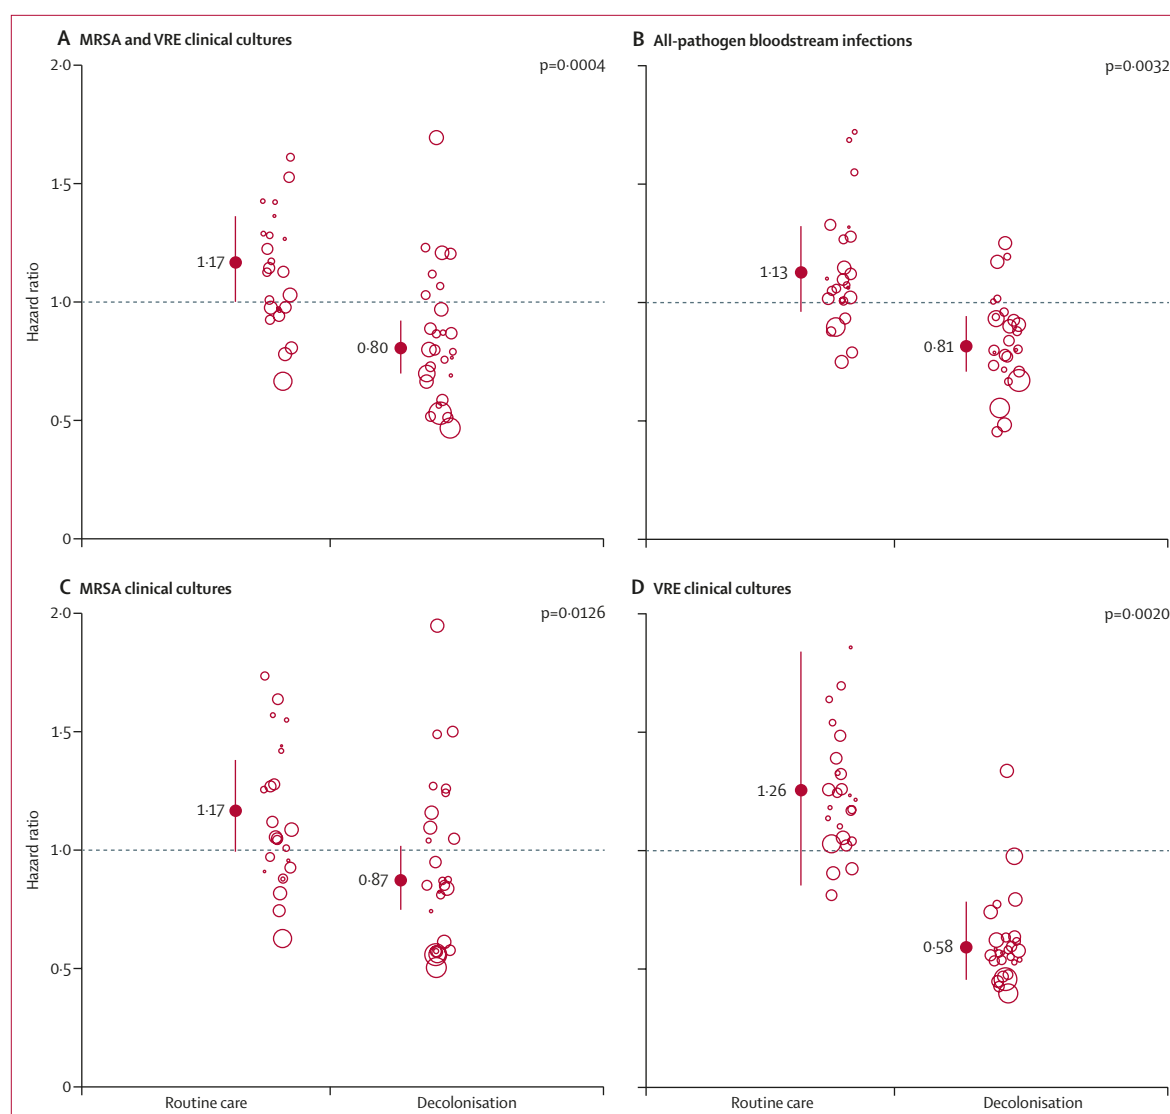 A MRSA and VRE clinical cultures
p=0·0004
2·0
1·5
1·0
0·5
0
Hazard ratio
1·17
0·80
B All-pathogen bloodstream infections
p=0·0032
1·13
0·81
C MRSA clinical cultures
p=0·0126
2·0
1·5
1·0
0·5
0
Hazard ratio
1·17
0·87
Routine care
Decolonisation
D VRE clinical cultures
p=0·0020
1·26
0·58
Routine care
Decolonisation